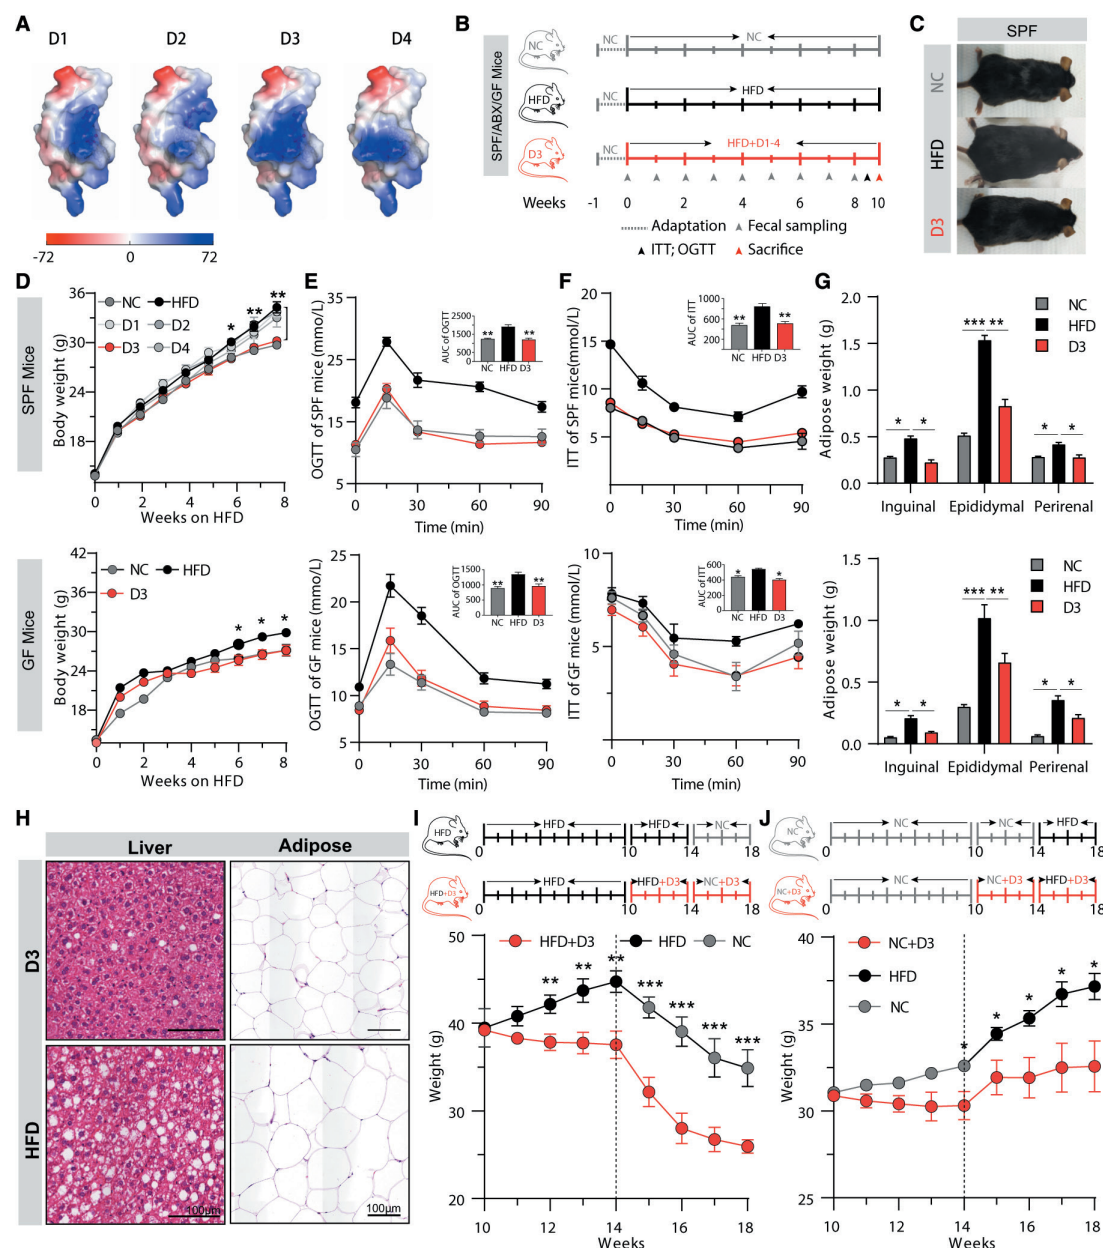 A
D1 D2 D3 D4
-72 0 72
B
SPF/ABX/GF Mice
NC NC NC
HFD NC HFD
D3 NC HFD+D1-4
Weeks -1 0 2 4 6 8 10
Adaptation Fecal sampling
ITT; OGTT Sacrifice
C
SPF
NC
HFD
D3
SPF Mice
D
Body weight (g)
36
30
24
18
NC HFD
D1 D2
D3 D4
* ** **
0 2 4 6 8
Weeks on HFD
E
OGTT of SPF mice (mmo/L)
35
25
15
5
AUC of OGTT
2500
1500
500
0
** **
NC HFD D3
0 30 60 90
Time (min)
F
ITT of SPF mice(mmol/L)
20
15
10
5
AUC of ITT
1000
600
200
0
** **
NC HFD D3
0 30 60 90
Time (min)
G
Adipose weight (g)
2.0
1.5
1.0
0.5
0.0
NC
HFD
D3
*** **
* * * *
Inguinal Epididymal Perirenal
GF Mice
Body weight (g)
42
36
30
24
18
12
NC HFD
D3
* * *
0 2 4 6 8
Weeks on HFD
OGTT of GF mice (mmo/L)
25
20
15
10
5
AUC of OGTT
1500
1000
500
0
** **
NC HFD D3
0 30 60 90
Time (min)
ITT of GF mice (mmol/L)
10
5
0
AUC of ITT
600
400
200
0
* *
NC HFD D3
0 30 60 90
Time (min)
Adipose weight (g)
1.5
1.0
0.5
0.0
NC
HFD
D3
*** **
* * * *
Inguinal Epididymal Perirenal
H
Liver Adipose
D3
HFD
100μm 100μm
I
HFD HFD HFD NC
0 10 10 14 14 18
HFD+D3 HFD HFD+D3 NC+D3
0 10 10 14 14 18
HFD+D3 HFD NC
Weight (g)
50
40
30
20
** ** ** *** *** *** ***
10 12 14 16 18
Weeks
J
NC NC NC HFD
0 10 10 14 14 18
NC+D3 NC NC+D3 HFD+D3
0 10 10 14 14 18
NC+D3
HFD
NC
Weight (g)
40
35
30
25
* * * * *
10 12 14 16 18
Weeks